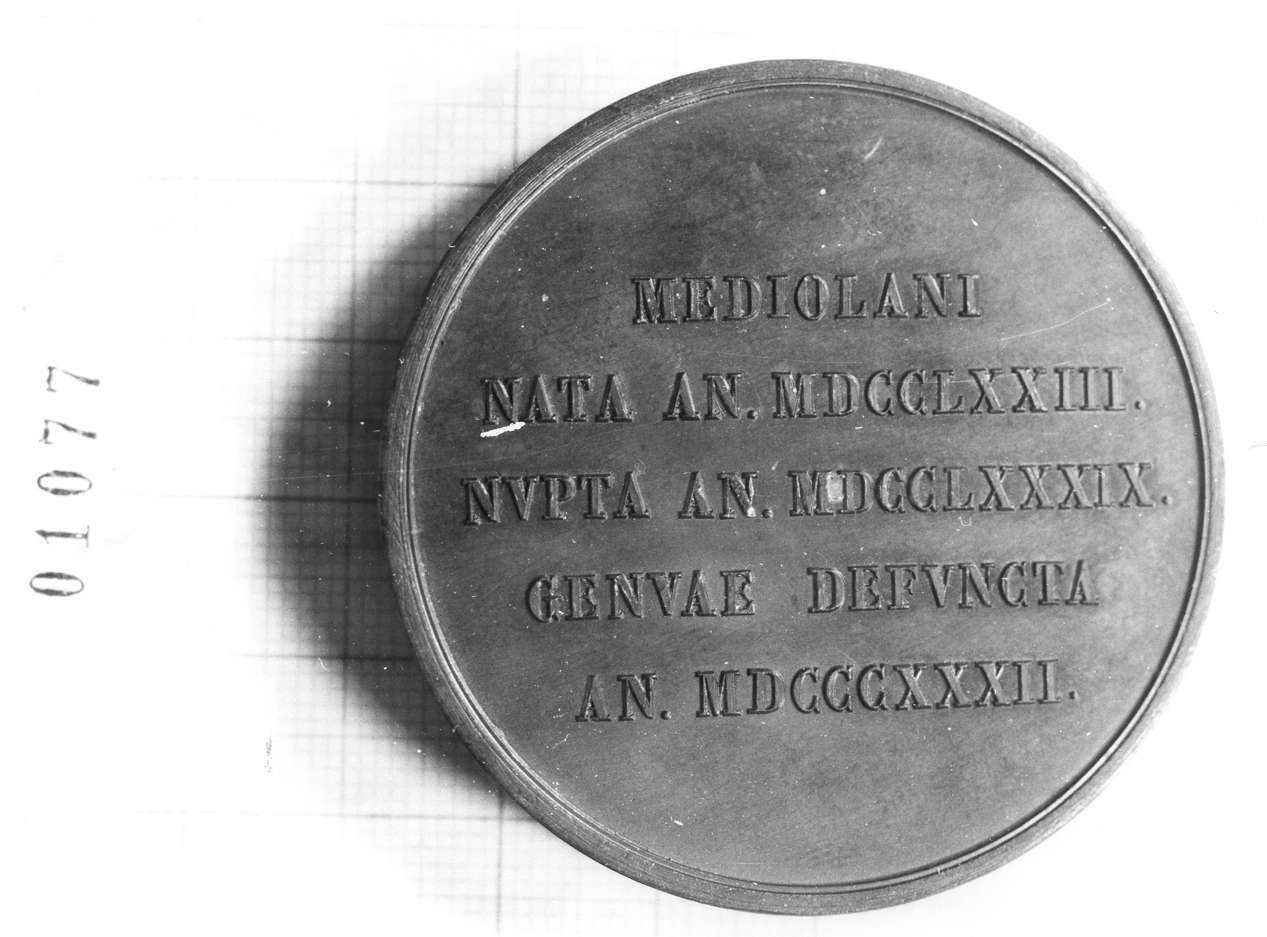 MEDIOLANI
NATA AN. MDCCLXXIII.
NVPTA AN. MDCCLXXXIX.
GENVAE DEFVNCTA
AN. MDCCCXXXII.
01077